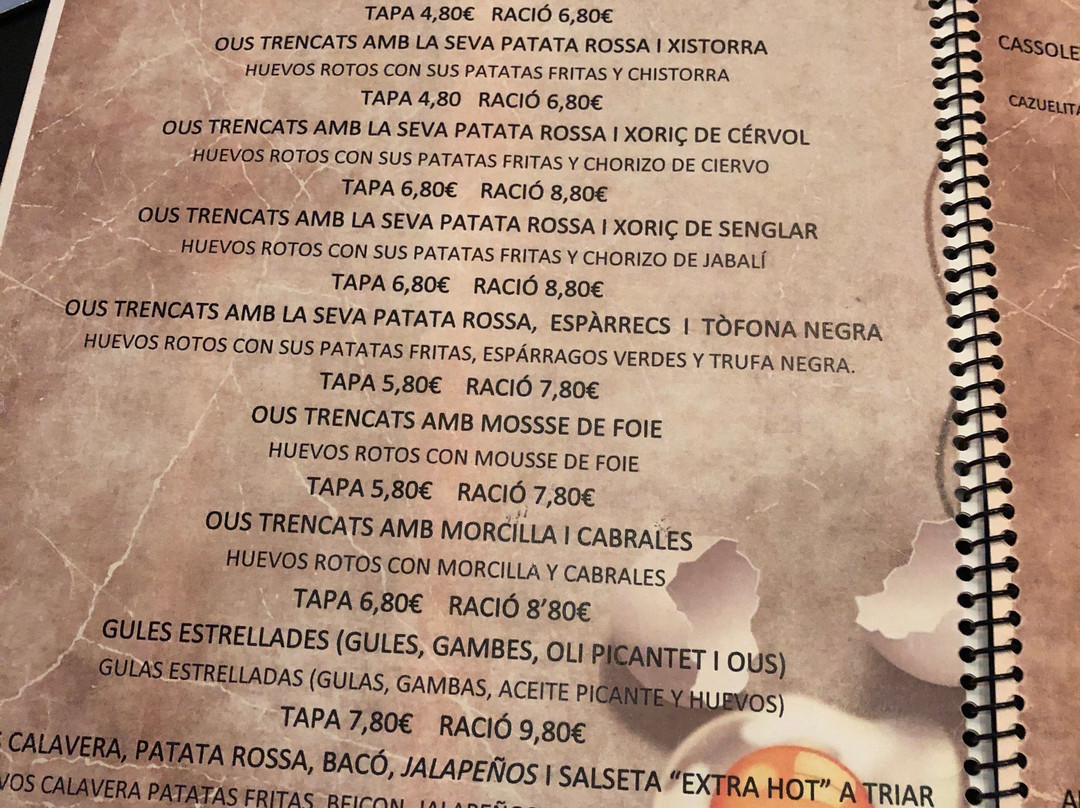 TAPA 4,80€ RACIÓ 6,80€
OUS TRENCATS AMB LA SEVA PATATA ROSSA I XISTORRA
HUEVOS ROTOS CON SUS PATATAS FRITAS Y CHISTORRA
TAPA 4,80 RACIÓ 6,80€
OUS TRENCATS AMB LA SEVA PATATA ROSSA I XORIÇ DE CÉRVOL
HUEVOS ROTOS CON SUS PATATAS FRITAS Y CHORIZO DE CIERVO
TAPA 6,80€ RACIÓ 8,80€
OUS TRENCATS AMB LA SEVA PATATA ROSSA I XORIÇ DE SENGLAR
HUEVOS ROTOS CON SUS PATATAS FRITAS Y CHORIZO DE JABALÍ
TAPA 6,80€ RACIÓ 8,80€
OUS TRENCATS AMB LA SEVA PATATA ROSSA, ESPÀRRECS I TÒFONA NEGRA
HUEVOS ROTOS CON SUS PATATAS FRITAS, ESPÁRRAGOS VERDES Y TRUFA NEGRA.
TAPA 5,80€ RACIÓ 7,80€
OUS TRENCATS AMB MOSSSE DE FOIE
HUEVOS ROTOS CON MOUSSE DE FOIE
TAPA 5,80€ RACIÓ 7,80€
OUS TRENCATS AMB MORCILLA I CABRALES
HUEVOS ROTOS CON MORCILLA Y CABRALES
TAPA 6,80€ RACIÓ 8'80€
GULES ESTRELLADES (GULES, GAMBES, OLI PICANTET I OUS)
GULAS ESTRELLADAS (GULAS, GAMBAS, ACEITE PICANTE Y HUEVOS)
TAPA 7,80€ RACIÓ 9,80€
CALAVERA, PATATA ROSSA, BACÓ, JALAPEÑOS I SALSETA "EXTRA HOT" A TRIAR
VOS CALAVERA PATATAS FRITAS, BEICON, JALAPEÑOS
CASSOLE
CAZUELITA